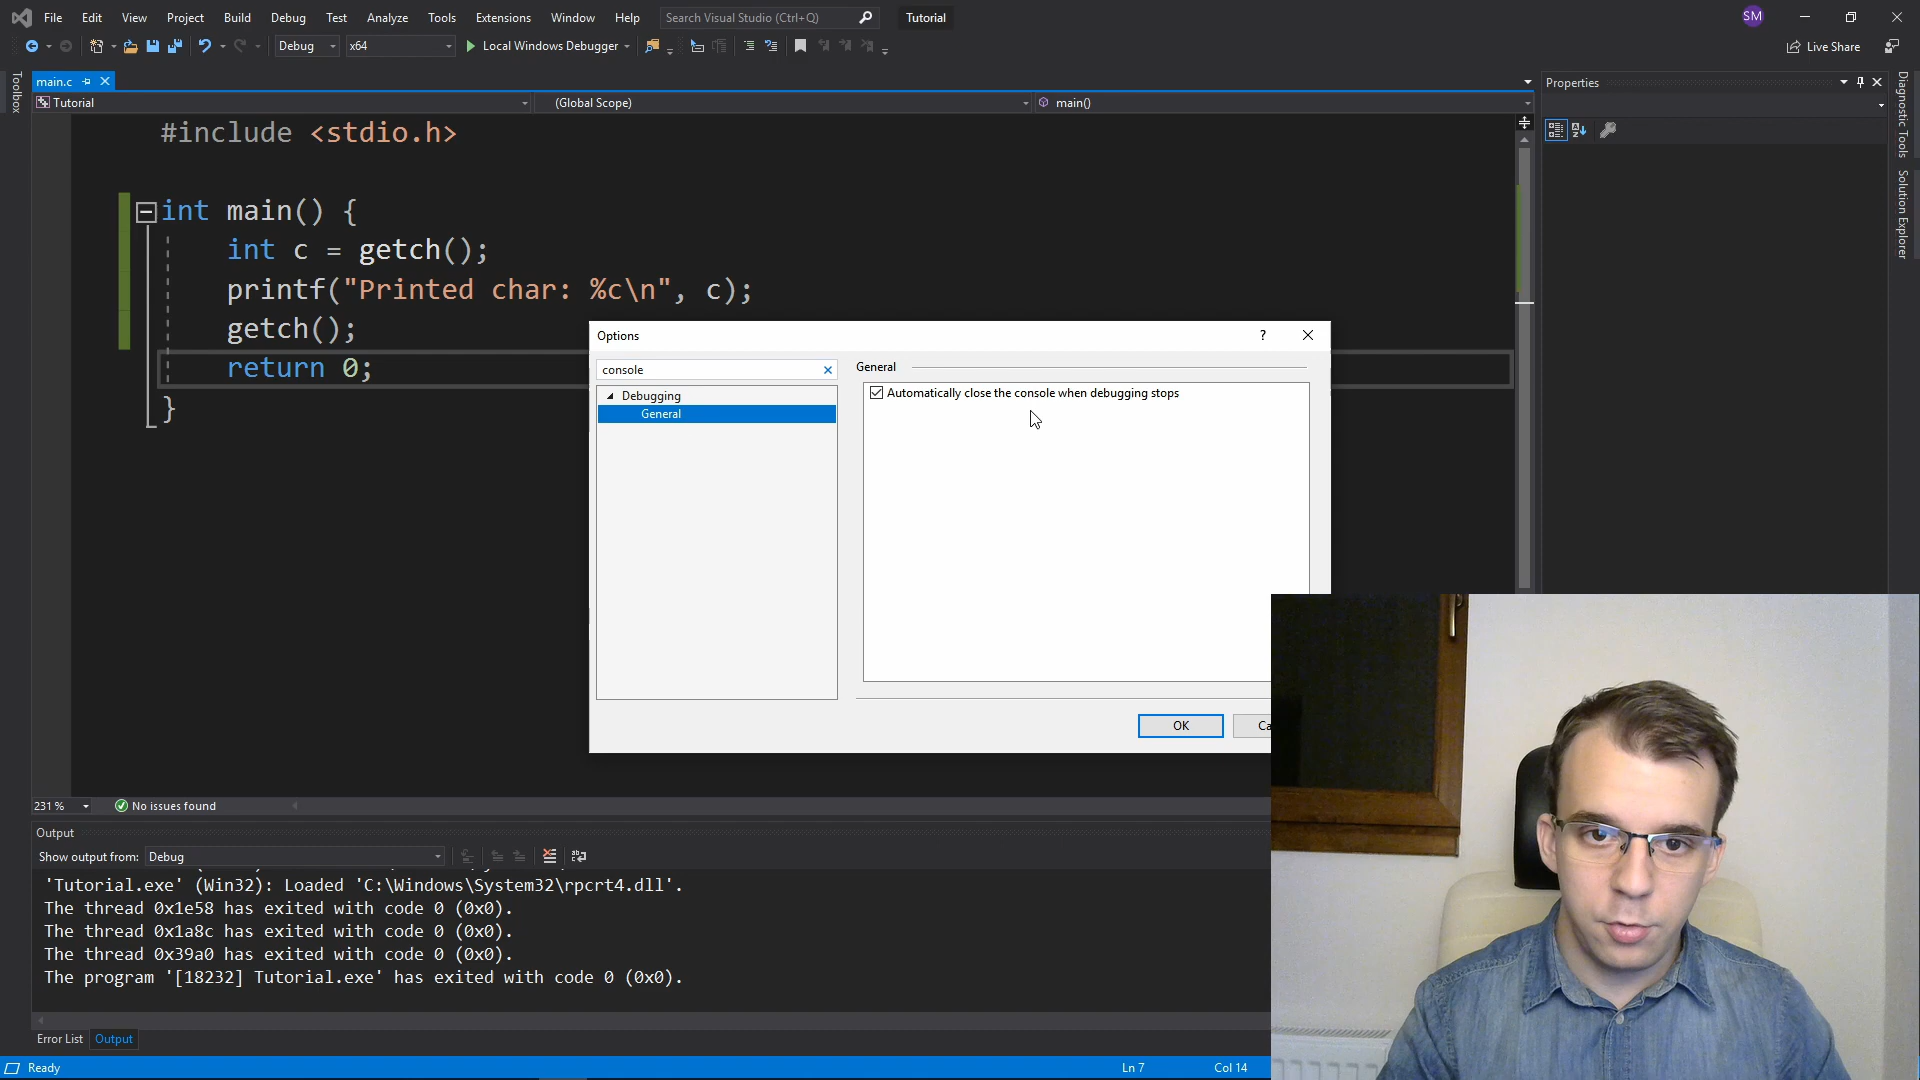 File Edit View Project Build Debug Test Analyze Tools Extensions Window Help Search Visual Studio (Ctrl+Q) Tutorial SM
Debug x64 Local Windows Debugger Live Share
Toolbox
main.c
Tutorial (Global Scope) main()
#include <stdio.h>
int main() {
int c = getch();
printf("Printed char: %c\n", c);
getch();
return 0;
}
Options ?
console
Debugging
General
General
Automatically close the console when debugging stops
OK
Ca
Properties
Diagnostic Tools
Solution Explorer
231 % No issues found
Output
Show output from: Debug
'Tutorial.exe' (Win32): Loaded 'C:\Windows\System32\rpcrt4.dll'.
The thread 0x1e58 has exited with code 0 (0x0).
The thread 0x1a8c has exited with code 0 (0x0).
The thread 0x39a0 has exited with code 0 (0x0).
The program '[18232] Tutorial.exe' has exited with code 0 (0x0).
Error List Output
Ready Ln 7 Col 14